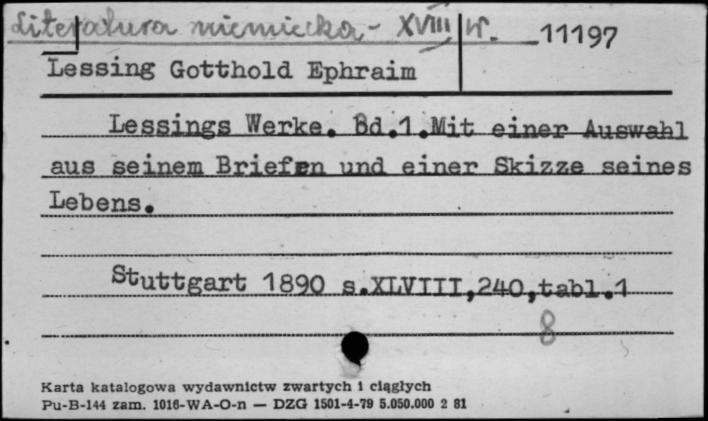 Literatura niemiecka - XVIII w. 11197
Lessing Gotthold Ephraim
Lessings Werke. Bd.1.Mit einer Auswahl
aus seinem Briefen und einer Skizze seines
Lebens.
Stuttgart 1890 s.XLVIII,240,tabl.1
8
Karta katalogowa wydawnictw zwartych i ciągłych
Pu-B-144 zam. 1016-WA-O-n — DZG 1501-4-79 5.050.000 2 81